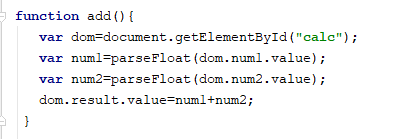 function add(){
var dom=document.getElementById("calc");
var num1=parseFloat(dom.num1.value);
var num2=parseFloat(dom.num2.value);
dom.result.value=num1+num2;
}